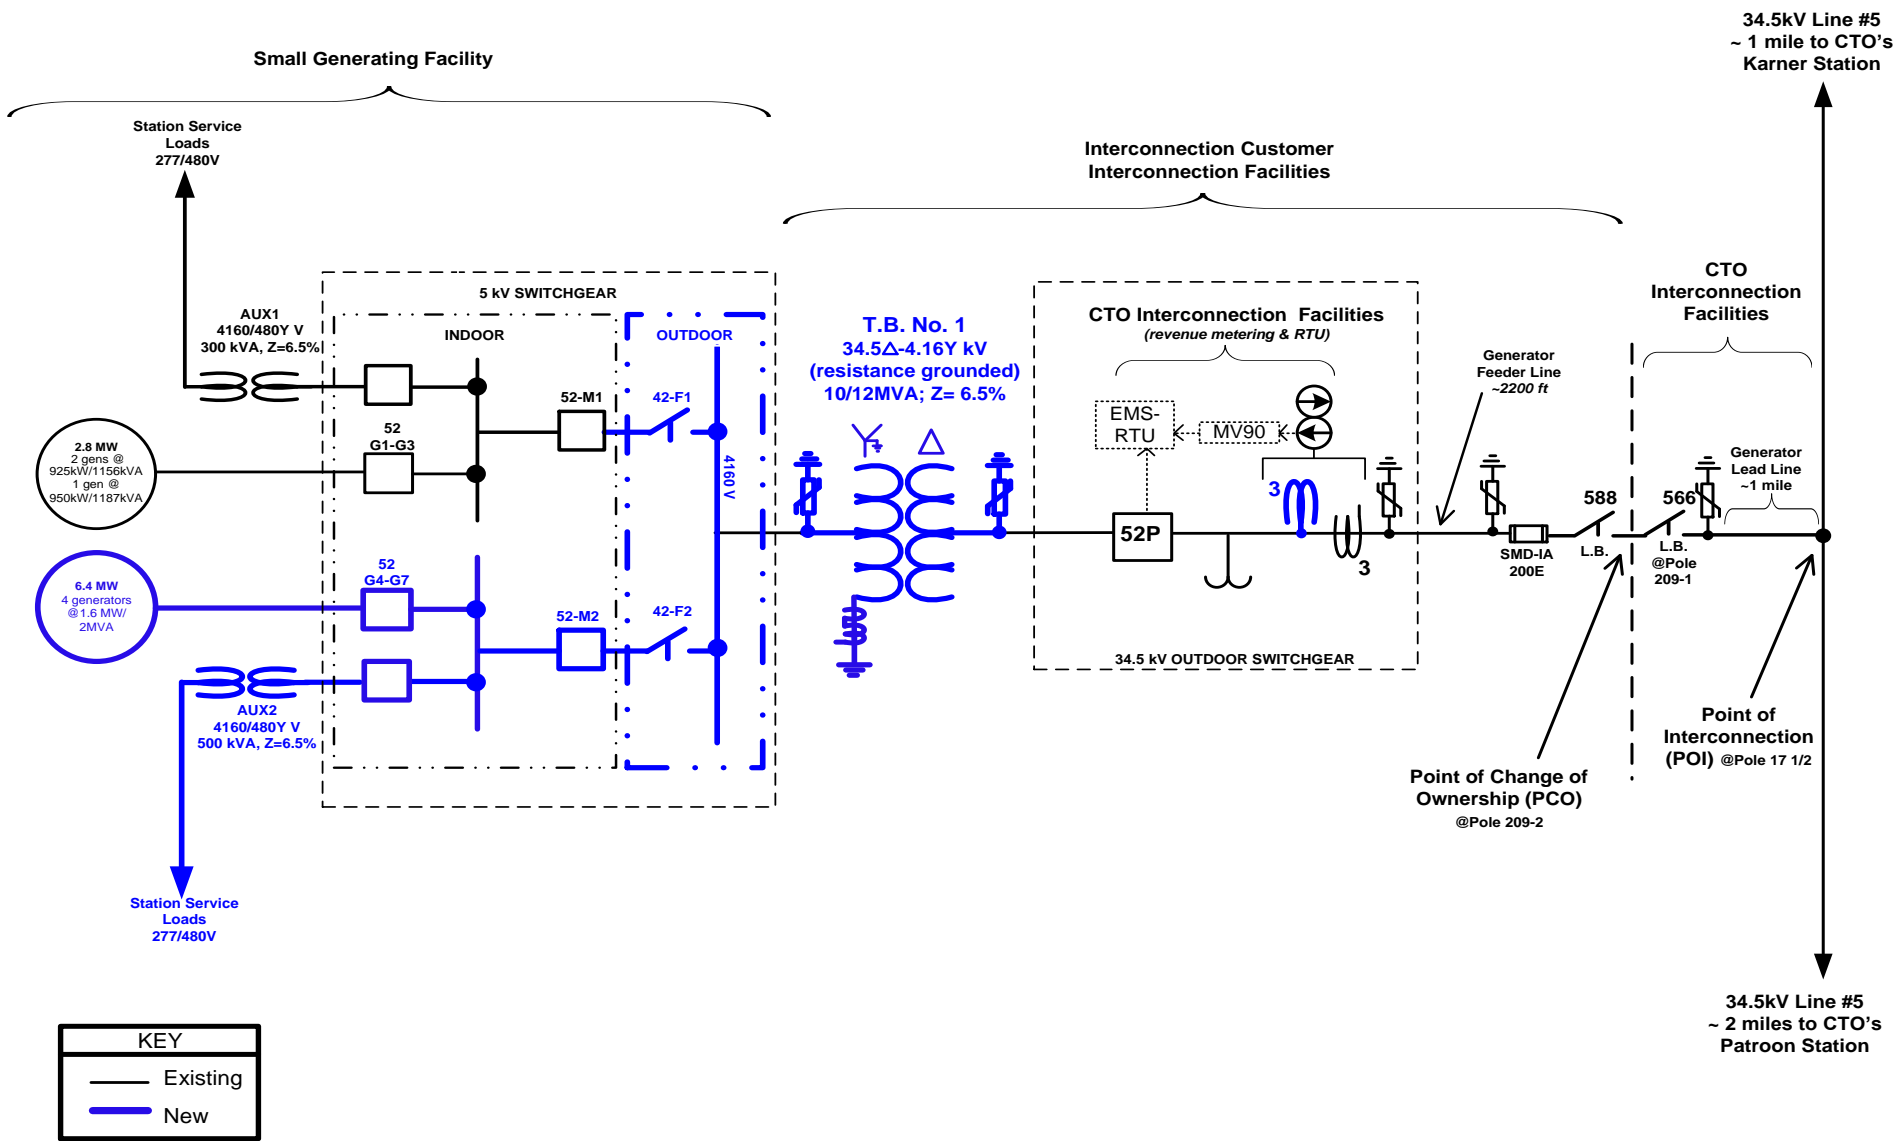 34.5kV Line #5
~ 1 mile to CTO's
Karner Station
Small Generating Facility
Station Service
Loads
277/480V
Interconnection Customer
Interconnection Facilities
CTO
Interconnection
Facilities
5 kV SWITCHGEAR
AUX1
4160/480Y V
300 kVA, Z=6.5%
INDOOR
OUTDOOR
T.B. No. 1
34.5Δ-4.16Y kV
(resistance grounded)
10/12MVA; Z= 6.5%
CTO Interconnection Facilities
(revenue metering & RTU)
Generator
Feeder Line
~2200 ft
52-M1
42-F1
EMS-
RTU
MV90
52
G1-G3
2.8 MW
2 gens @
925kW/1156kVA
1 gen @
950kW/1187kVA
4160 V
Generator
Lead Line
~1 mile
3
588
566
52P
3
SMD-IA
200E
L.B.
L.B.
@Pole
209-1
52
G4-G7
6.4 MW
4 generators
@1.6 MW/
2MVA
52-M2
42-F2
34.5 kV OUTDOOR SWITCHGEAR
AUX2
4160/480Y V
500 kVA, Z=6.5%
Point of
Interconnection
(POI) @Pole 17 1/2
Point of Change of
Ownership (PCO)
@Pole 209-2
Station Service
Loads
277/480V
34.5kV Line #5
~ 2 miles to CTO's
Patroon Station
KEY
Existing
New